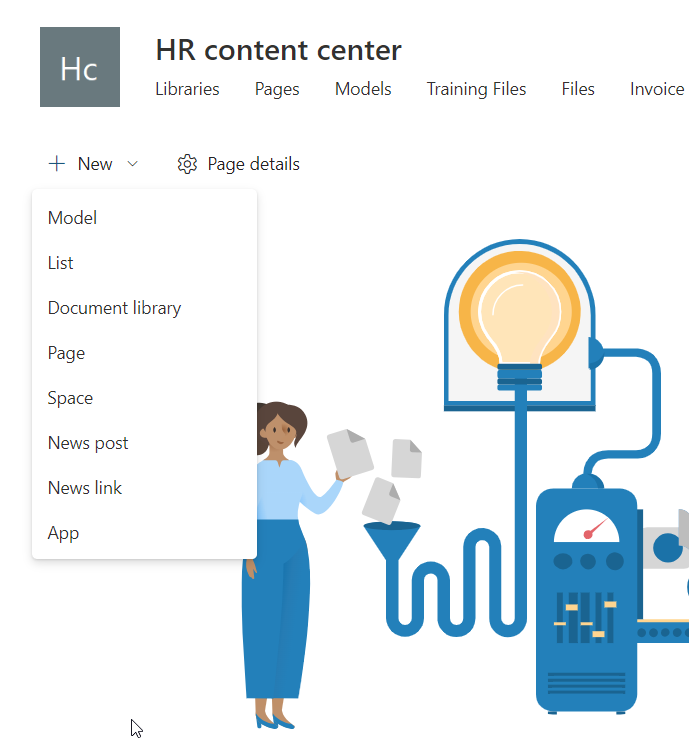 Hc
HR content center
Libraries Pages Models Training Files Files Invoice
New Page details
Model
List
Document library
Page
Space
News post
News link
App